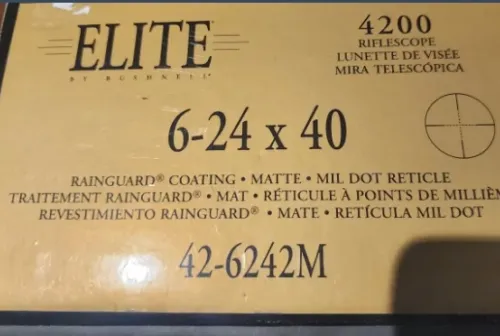 ELITE
BY BUSHNELL®
4200
RIFLESCOPE
LUNETTE DE VISÉE
MIRA TELESCÓPICA
6-24 x 40
RAINGUARD® COATING • MATTE • MIL DOT RETICLE
TRAITEMENT RAINGUARD® • MAT • RÉTICULE À POINTS DE MILLIÈ
REVESTIMIENTO RAINGUARD® • MATE • RETÍCULA MIL DOT
42-6242M